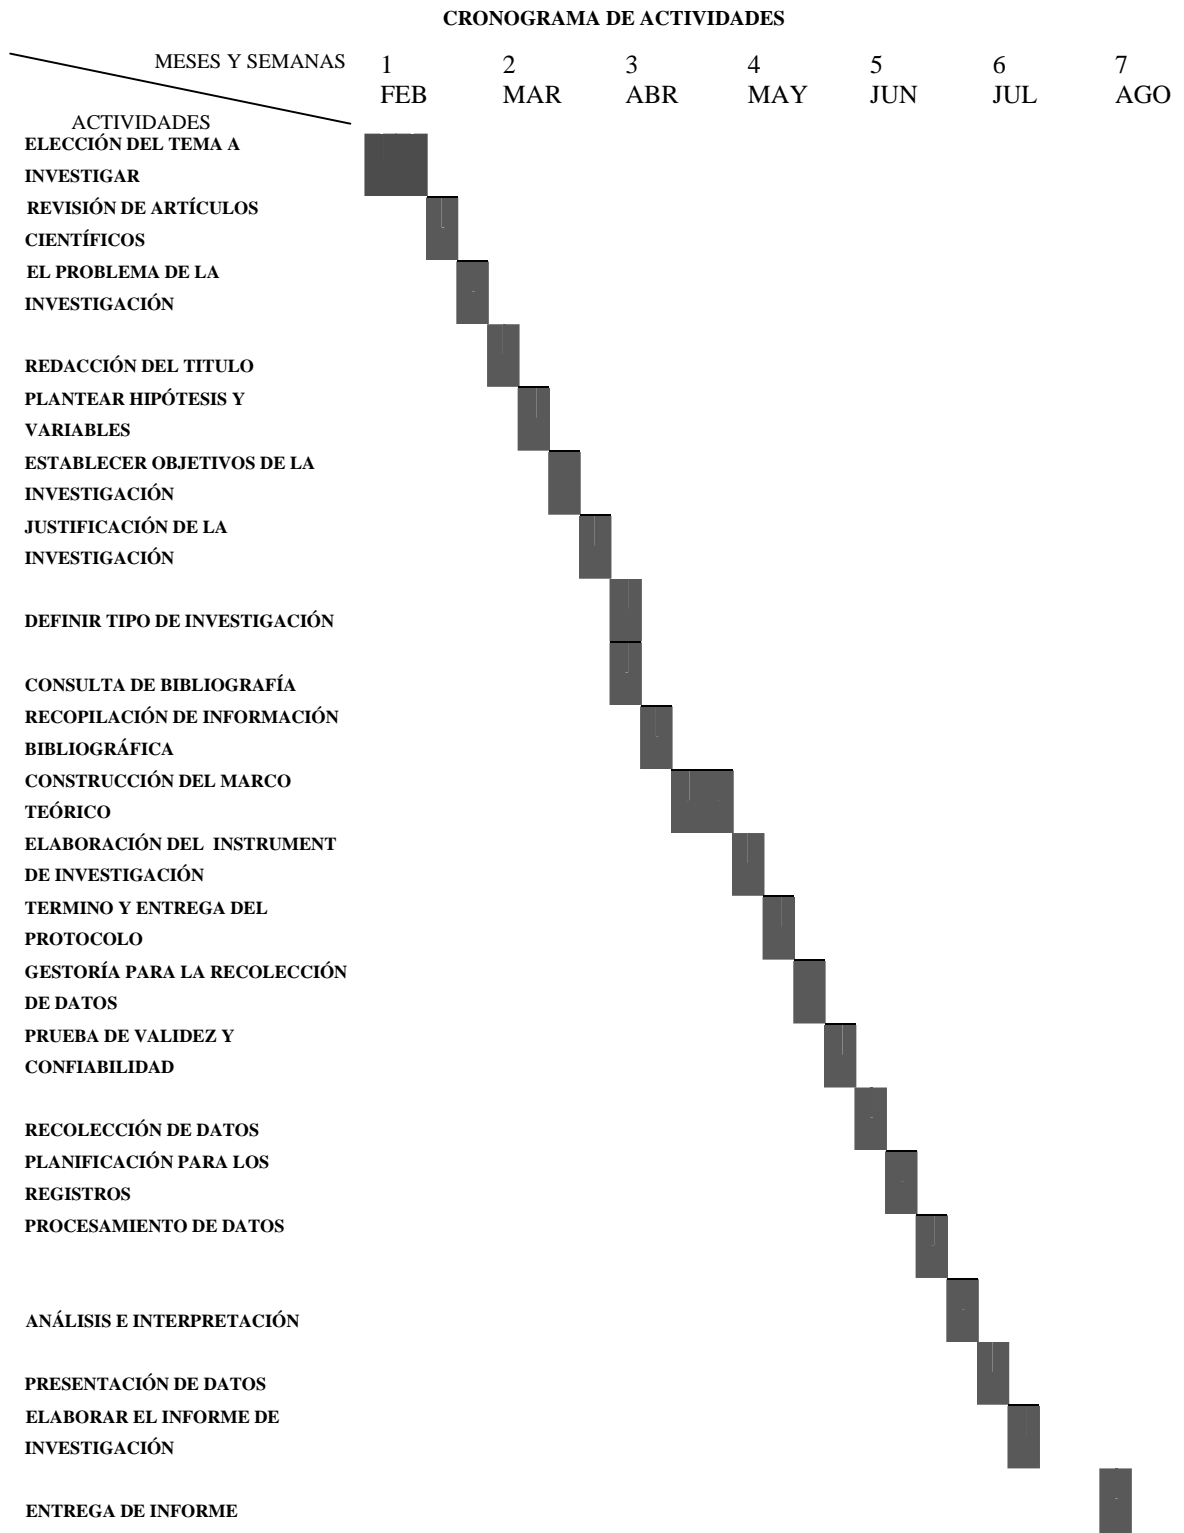 CRONOGRAMA DE ACTIVIDADES
MESES Y SEMANAS 1 2 3 4 5 6 7
FEB MAR ABR MAY JUN JUL AGO
ACTIVIDADES
ELECCIÓN DEL TEMA A
INVESTIGAR
REVISIÓN DE ARTÍCULOS
CIENTÍFICOS
EL PROBLEMA DE LA
INVESTIGACIÓN
REDACCIÓN DEL TITULO
PLANTEAR HIPÓTESIS Y
VARIABLES
ESTABLECER OBJETIVOS DE LA
INVESTIGACIÓN
JUSTIFICACIÓN DE LA
INVESTIGACIÓN
DEFINIR TIPO DE INVESTIGACIÓN
CONSULTA DE BIBLIOGRAFÍA
RECOPILACIÓN DE INFORMACIÓN
BIBLIOGRÁFICA
CONSTRUCCIÓN DEL MARCO
TEÓRICO
ELABORACIÓN DEL INSTRUMENT
DE INVESTIGACIÓN
TERMINO Y ENTREGA DEL
PROTOCOLO
GESTORÍA PARA LA RECOLECCIÓN
DE DATOS
PRUEBA DE VALIDEZ Y
CONFIABILIDAD
RECOLECCIÓN DE DATOS
PLANIFICACIÓN PARA LOS
REGISTROS
PROCESAMIENTO DE DATOS
ANÁLISIS E INTERPRETACIÓN
PRESENTACIÓN DE DATOS
ELABORAR EL INFORME DE
INVESTIGACIÓN
ENTREGA DE INFORME